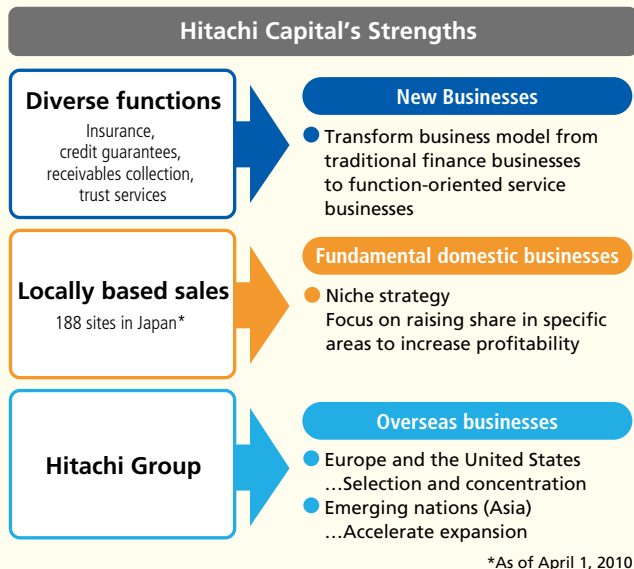 Hitachi Capital's Strengths
Diverse functions
Insurance,
credit guarantees,
receivables collection,
trust services
New Businesses
● Transform business model from
traditional finance businesses
to function-oriented service
businesses
Locally based sales
188 sites in Japan*
Fundamental domestic businesses
● Niche strategy
Focus on raising share in specific
areas to increase profitability
Hitachi Group
Overseas businesses
● Europe and the United States
...Selection and concentration
● Emerging nations (Asia)
...Accelerate expansion
*As of April 1, 2010